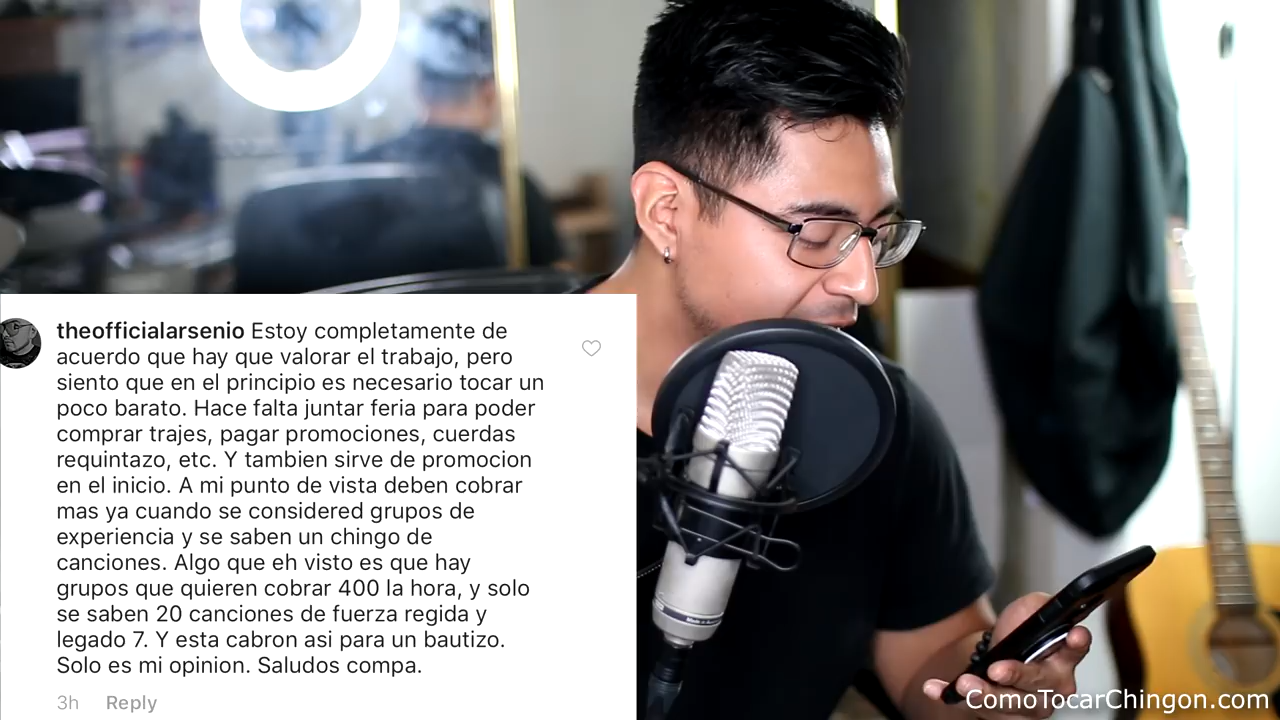 theofficialarsenio Estoy completamente de
acuerdo que hay que valorar el trabajo, pero
siento que en el principio es necesario tocar un
poco barato. Hace falta juntar feria para poder
comprar trajes, pagar promociones, cuerdas
requintazo, etc. Y tambien sirve de promocion
en el inicio. A mi punto de vista deben cobrar
mas ya cuando se considered grupos de
experiencia y se saben un chingo de
canciones. Algo que eh visto es que hay
grupos que quieren cobrar 400 la hora, y solo
se saben 20 canciones de fuerza regida y
legado 7. Y esta cabron asi para un bautizo.
Solo es mi opinion. Saludos compa.
3h Reply
ComoTocarChingon.com